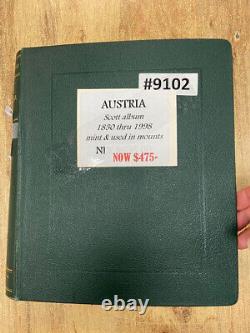 #9102
AUSTRIA
Scott album
1850 thru 1998
mint & used in mounts
NOW $475-